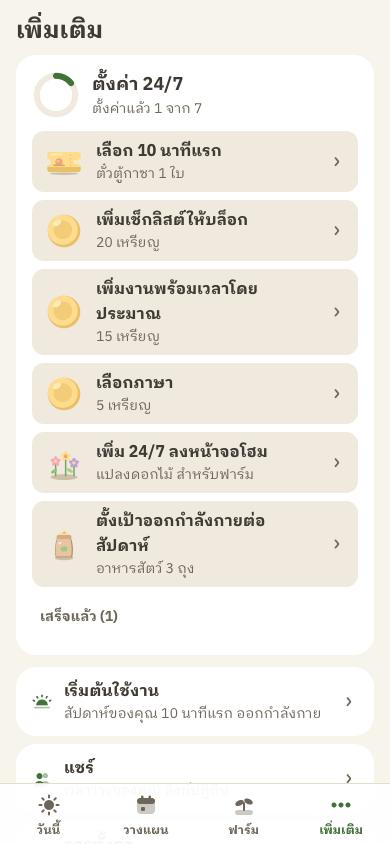 เพิ่มเติม
ตั้งค่า 24/7
ตั้งค่าแล้ว 1 จาก 7
เลือก 10 นาทีแรก
ตั๋วตู้กาชา 1 ใบ
เพิ่มเช็กลิสต์ให้บล็อก
20 เหรียญ
เพิ่มงานพร้อมเวลาโดย
ประมาณ
15 เหรียญ
เลือกภาษา
5 เหรียญ
เพิ่ม 24/7 ลงหน้าจอโฮม
แปลงดอกไม้ สำหรับฟาร์ม
ตั้งเป้าออกกำลังกายต่อ
สัปดาห์
อาหารสัตว์ 3 ถุง
เสร็จแล้ว (1)
เริ่มต้นใช้งาน
สัปดาห์ของคุณ 10 นาทีแรก ออกกำลังกาย
แชร์
วันนี้
วางแผน
ฟาร์ม
เพิ่มเติม